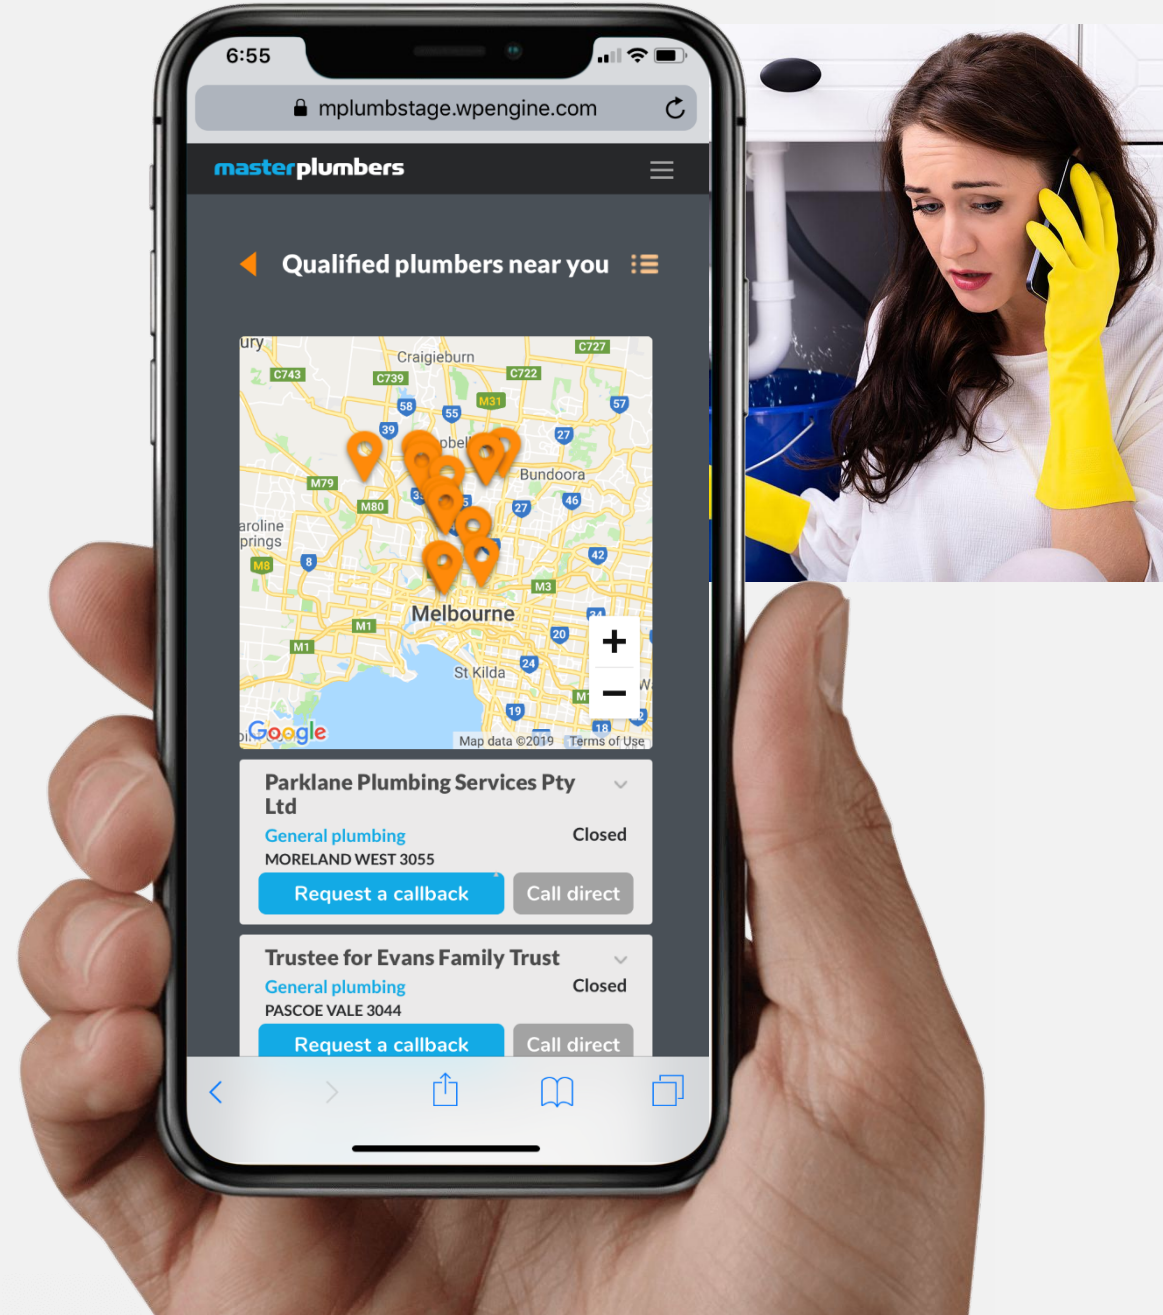 6:55
mplumbstage.wpengine.com
masterplumbers
Qualified plumbers near you
ury
Craigieburn
C727
C743
C739
C722
M31
58
55
57
39
27
pbell
Bundoora
M79
M80
27
46
aroline
prings
M8
8
42
M3
Melbourne
34
M1
20
M1
St Kilda
24
19
18
Google
Map data ©2019 Terms of Use
+
−
Parklane Plumbing Services Pty
Ltd
General plumbing Closed
MORELAND WEST 3055
Request a callback Call direct
Trustee for Evans Family Trust
General plumbing Closed
PASCOE VALE 3044
Request a callback Call direct